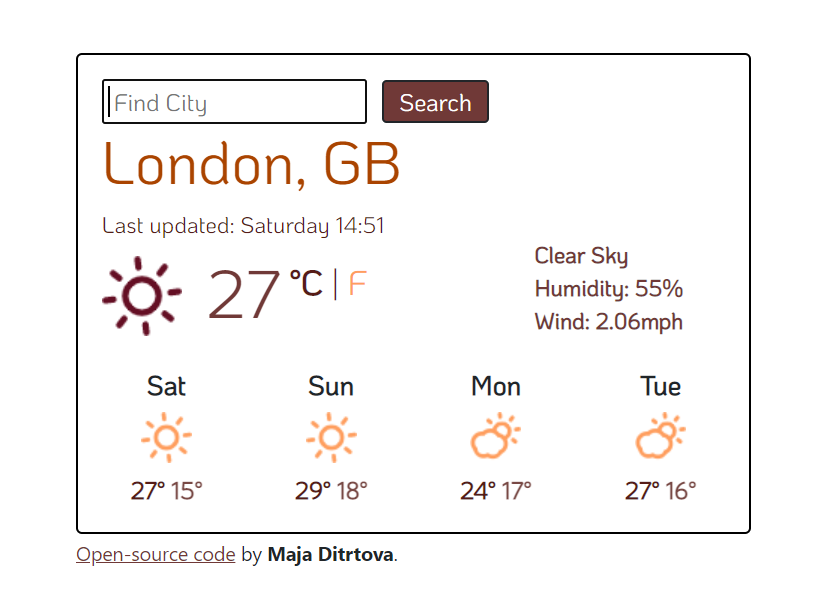 Find City
Search
London, GB
Last updated: Saturday 14:51
27 °C | F
Clear Sky
Humidity: 55%
Wind: 2.06mph
Sat Sun Mon Tue
27° 15° 29° 18° 24° 17° 27° 16°
Open-source code by Maja Ditrtova.